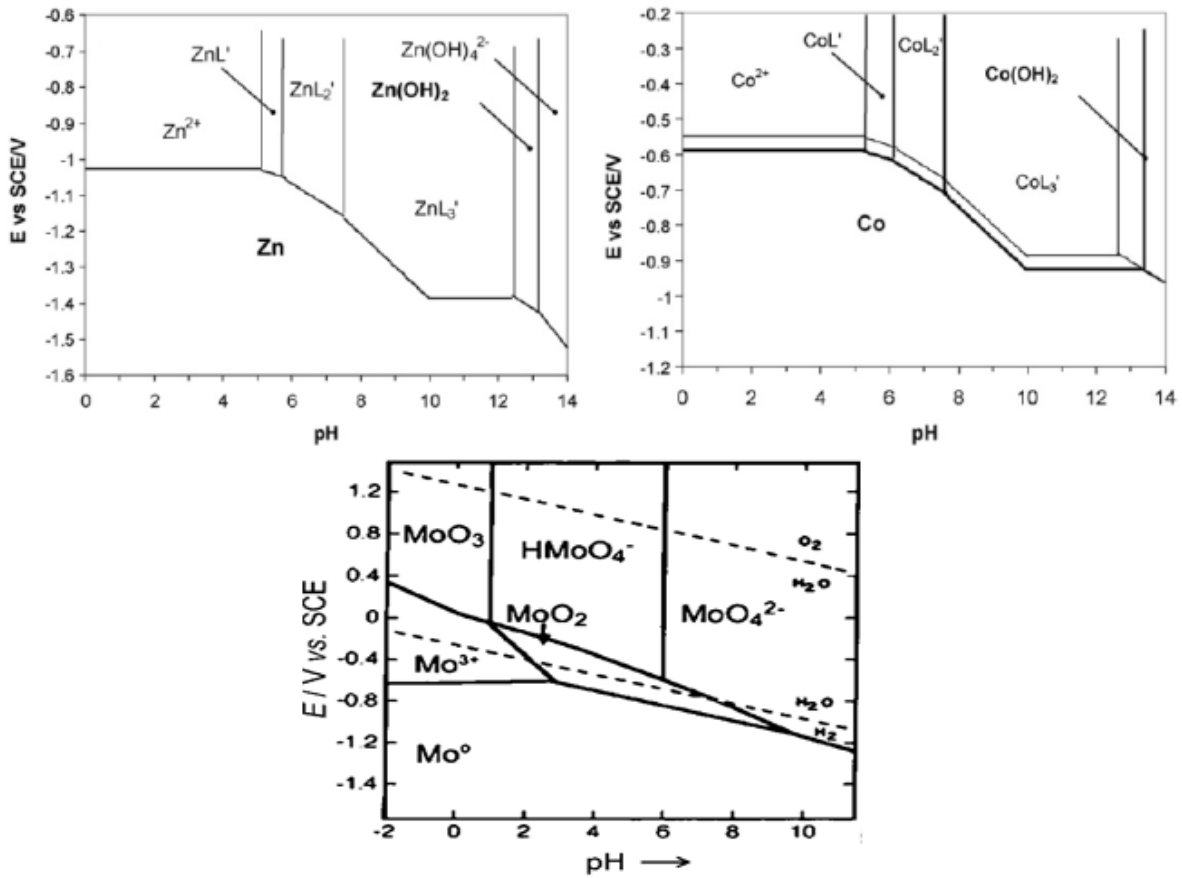 -0.6
-0.7
-0.8
-0.9
-1
-1.1
-1.2
-1.3
-1.4
-1.5
-1.6
E vs SCE/V
ZnL'
ZnL₂'
Zn(OH)₄²⁻
Zn(OH)₂
Zn²⁺
ZnL₃'
Zn
0 2 4 6 8 10 12 14
pH
-0.2
-0.3
-0.4
-0.5
-0.6
-0.7
-0.8
-0.9
-1
-1.1
-1.2
E vs SCE/V
CoL'
CoL₂'
Co²⁺
Co(OH)₂
CoL₃'
Co
0 2 4 6 8 10 12 14
pH
1.2
0.8
0.4
0
-0.4
-0.8
-1.2
-1.4
E / V vs. SCE
MoO₃
HMoO₄⁻
O₂
H₂O
MoO₂
MoO₄²⁻
Mo³⁺
H₂O
H₂
Mo°
-2 0 2 4 6 8 10
pH →